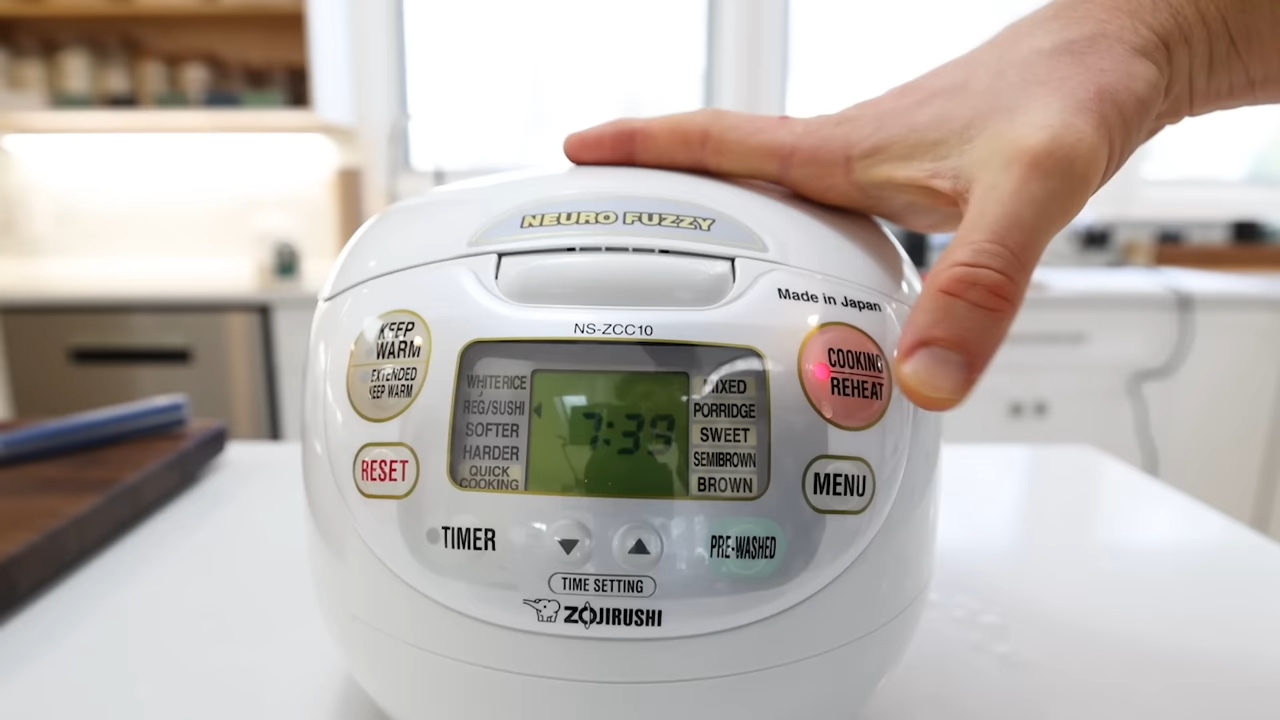 NEURO FUZZY
Made in Japan
NS-ZCC10
KEEP
WARM
EXTENDED
KEEP WARM
RESET
WHITE RICE
REG/SUSHI
SOFTER
HARDER
QUICK
COOKING
7:39
MIXED
PORRIDGE
SWEET
SEMIBROWN
BROWN
COOKING
REHEAT
MENU
TIMER
PRE-WASHED
TIME SETTING
ZOJIRUSHI